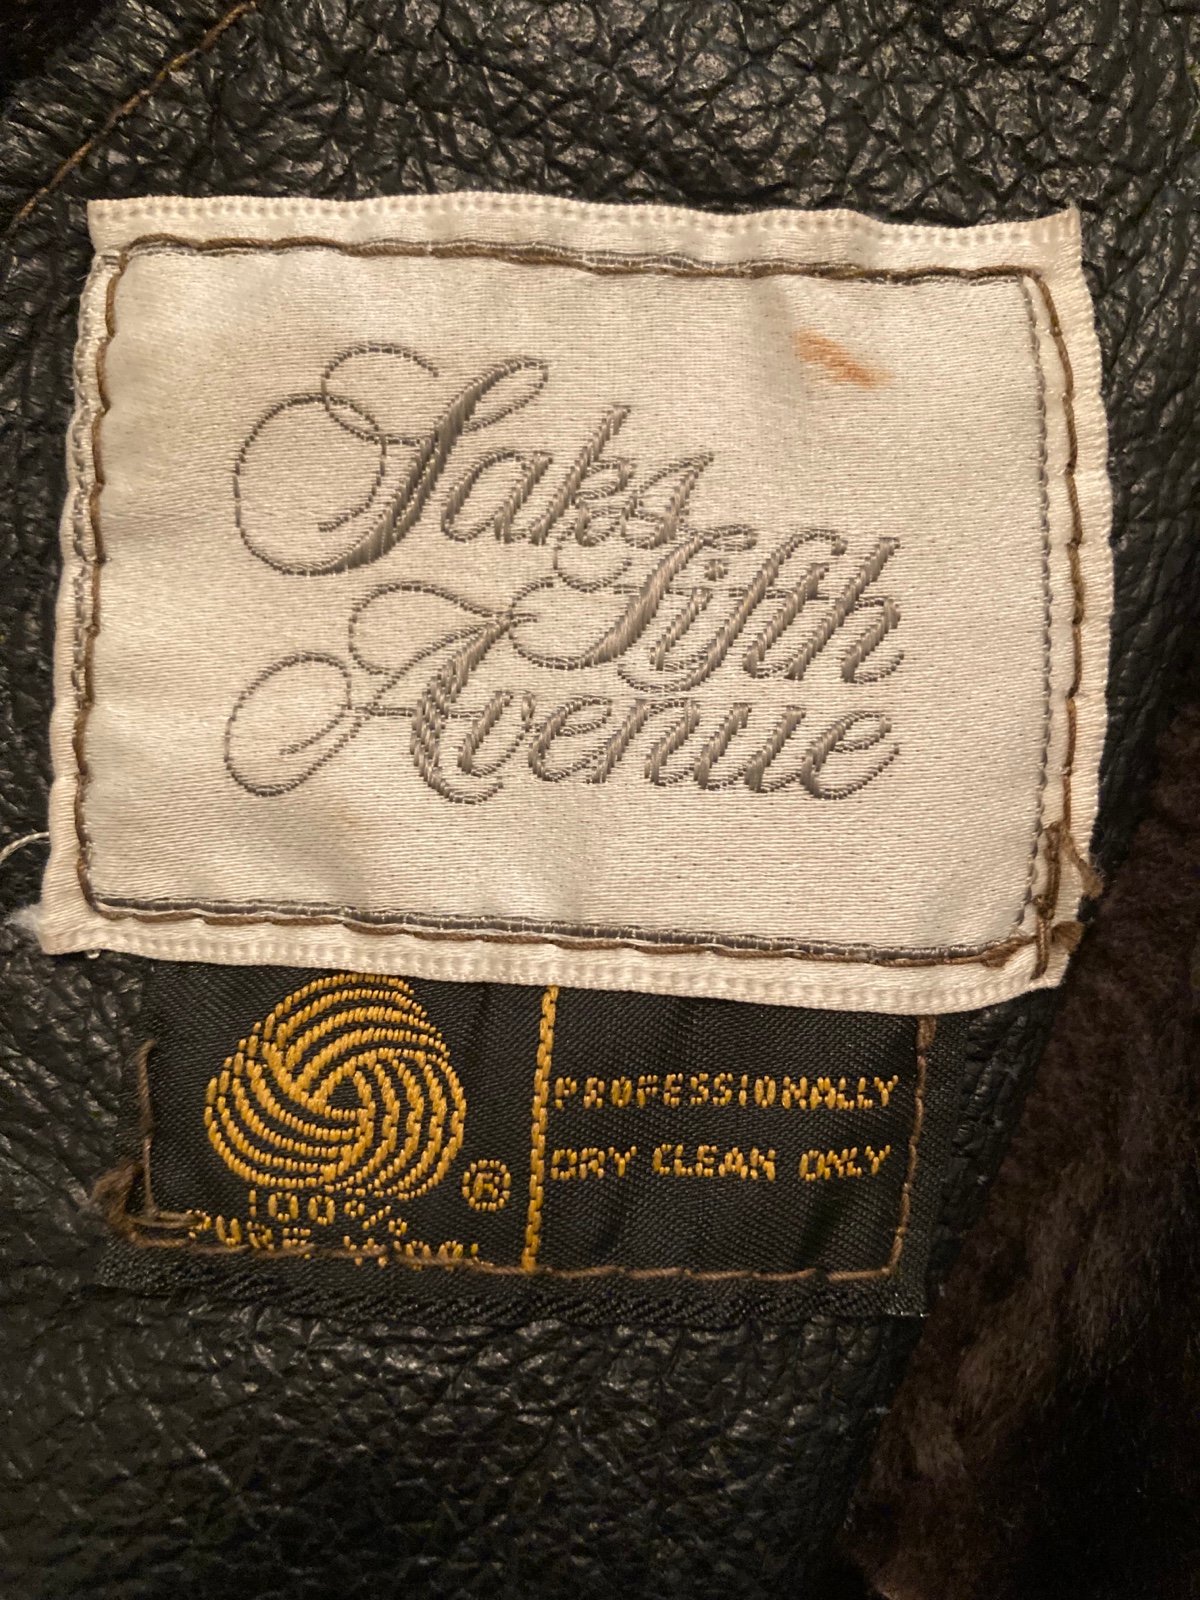 Saks
Fifth
Avenue
® 
100%
PURE WOOL
PROFESSIONALLY
DRY CLEAN ONLY